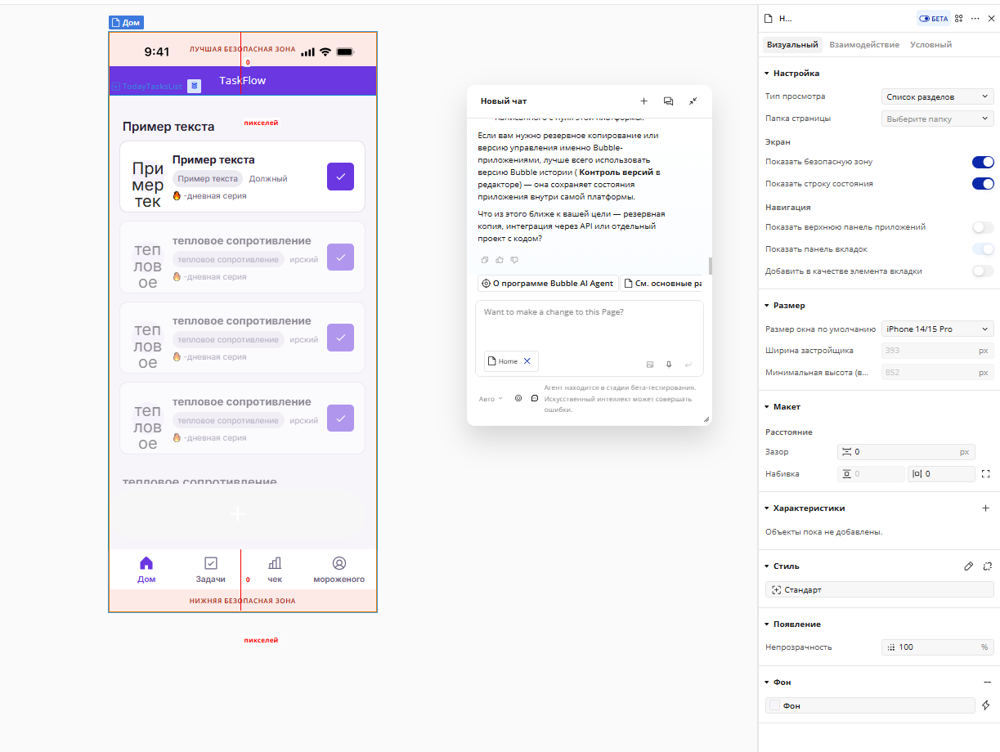 Дом
9:41
ЛУЧШАЯ БЕЗОПАСНАЯ ЗОНА
0
TodayTasksList
TaskFlow
пикселей
Пример текста
При
мер
тек
Пример текста
Пример текста
Должный
-дневная серия
теп
лов
ое
тепловое сопротивление
тепловое сопротивление
ирский
-дневная серия
теп
лов
ое
тепловое сопротивление
тепловое сопротивление
ирский
-дневная серия
теп
лов
ое
тепловое сопротивление
тепловое сопротивление
ирский
-дневная серия
тепловое сопротивление
Дом
Задачи
0
чек
мороженого
НИЖНЯЯ БЕЗОПАСНАЯ ЗОНА
пикселей
Новый чат
написанного с нуля этой платформы.
Если вам нужно резервное копирование или
версию управления именно Bubble-
приложениями, лучше всего использовать
версию Bubble истории ( Контроль версий в
редакторе) — она сохраняет состояния
приложения внутри самой платформы.
Что из этого ближе к вашей цели — резервная
копия, интеграция через API или отдельный
проект с кодом?
О программе Bubble AI Agent
См. основные ра
Want to make a change to this Page?
Home
Авто
Агент находится в стадии бета-тестирования.
Искусственный интеллект может совершать
ошибки.
Н...
БЕТА
Визуальный
Взаимодействие
Условный
Настройка
Тип просмотра
Список разделов
Папка страницы
Выберите папку
Экран
Показать безопасную зону
Показать строку состояния
Навигация
Показать верхнюю панель приложений
Показать панель вкладок
Добавить в качестве элемента вкладки
Размер
Размер окна по умолчанию
iPhone 14/15 Pro
Ширина застройщика
393
px
Минимальная высота (в...
852
px
Макет
Расстояние
Зазор
0
px
Набивка
0
0
Характеристики
Объекты пока не добавлены.
Стиль
Стандарт
Появление
Непрозрачность
100
%
Фон
Фон